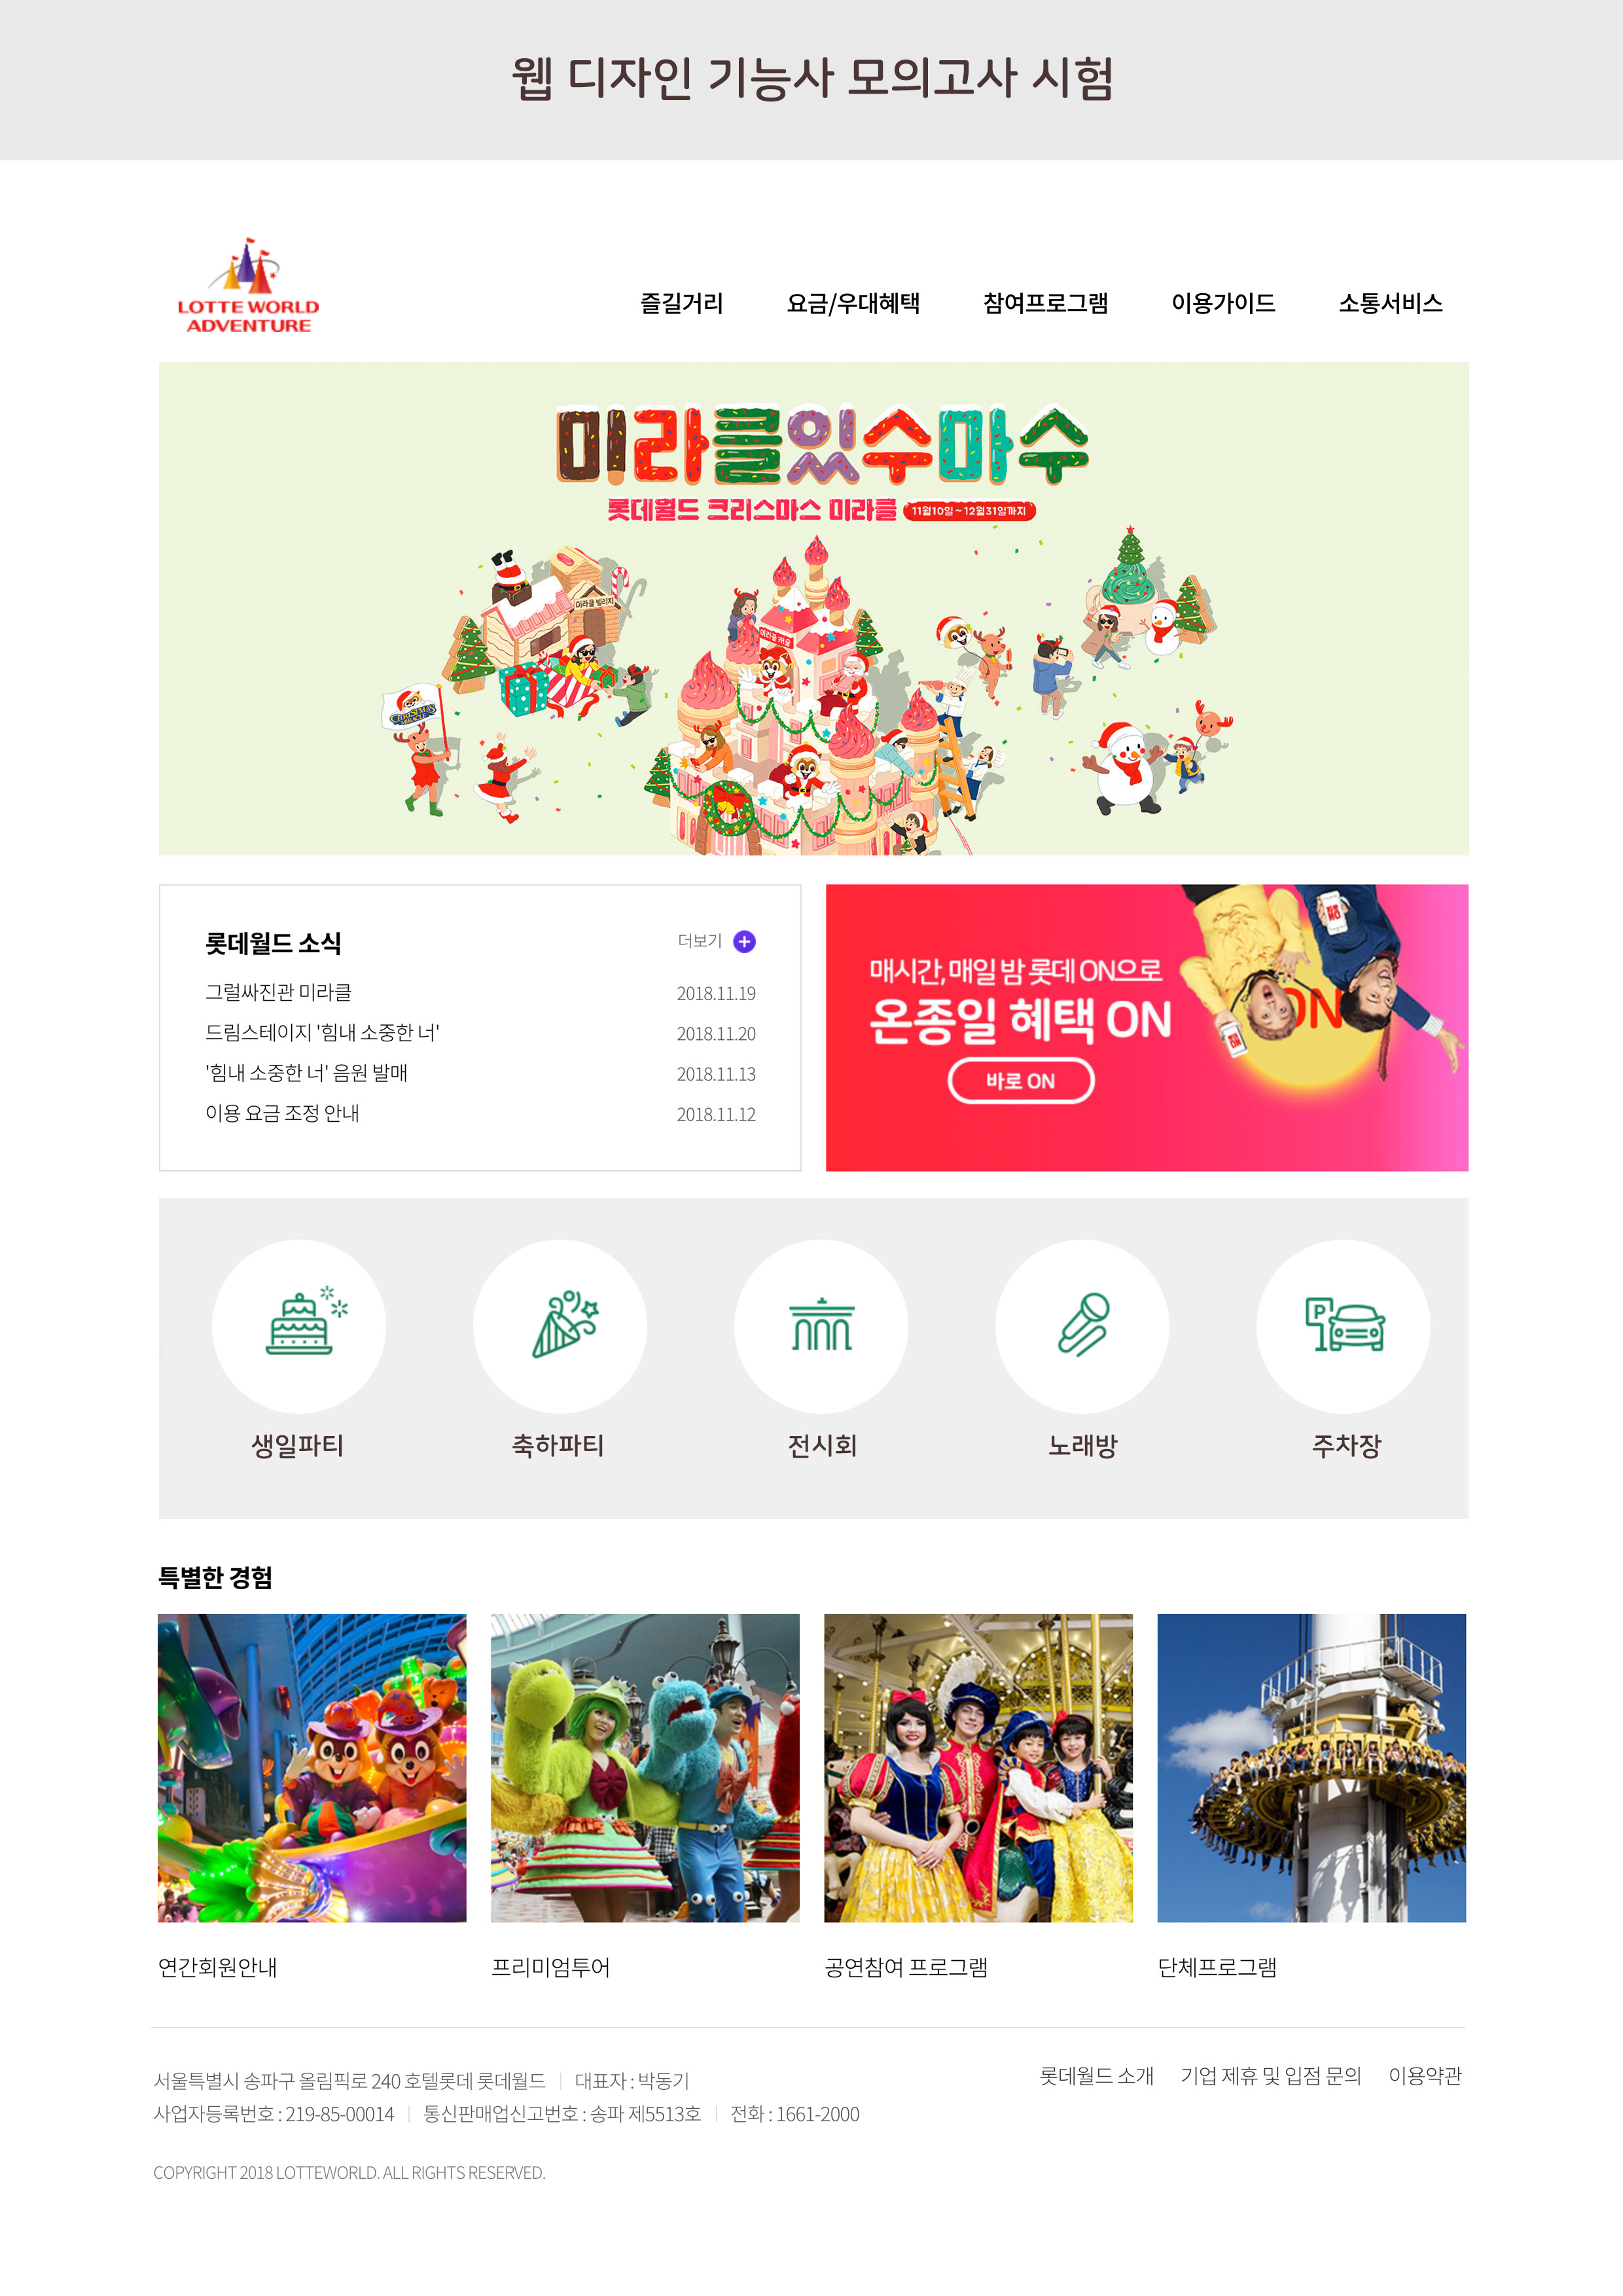 웹 디자인 기능사 모의고사 시험
LOTTE WORLD
ADVENTURE
즐길거리 요금/우대혜택 참여프로그램 이용가이드 소통서비스
미라클있수마수
롯데월드 크리스마스 미라클 11월10일~12월31일까지
미라클 빌리지
미라클 캐슬
CHRISTMAS
MIRACLE
롯데월드 소식 더보기
그럴싸진관 미라클 2018.11.19
드림스테이지 '힘내 소중한 너' 2018.11.20
'힘내 소중한 너' 음원 발매 2018.11.13
이용 요금 조정 안내 2018.11.12
매시간, 매일 밤 롯데 ON으로
온종일 혜택 ON
바로 ON
ON
P
생일파티 축하파티 전시회 노래방 주차장
특별한 경험
연간회원안내 프리미엄투어 공연참여 프로그램 단체프로그램
서울특별시 송파구 올림픽로 240 호텔롯데 롯데월드 | 대표자 : 박동기
사업자등록번호 : 219-85-00014 | 통신판매업신고번호 : 송파 제5513호 | 전화 : 1661-2000
롯데월드 소개 기업 제휴 및 입점 문의 이용약관
COPYRIGHT 2018 LOTTEWORLD. ALL RIGHTS RESERVED.